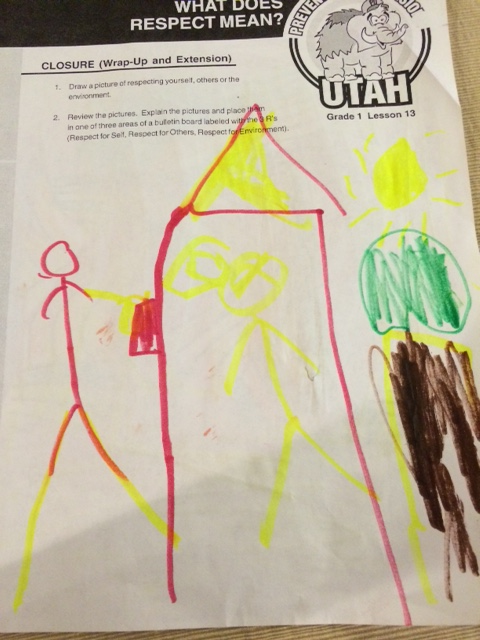 WHAT DOES
RESPECT MEAN?
CLOSURE (Wrap-Up and Extension)
1. Draw a picture of respecting yourself, others or the
environment.
2. Review the pictures. Explain the pictures and place them
in one of three areas of a bulletin board labeled with the 3 R's
(Respect for Self, Respect for Others, Respect for Environment).
UTAH
Grade 1 Lesson 13